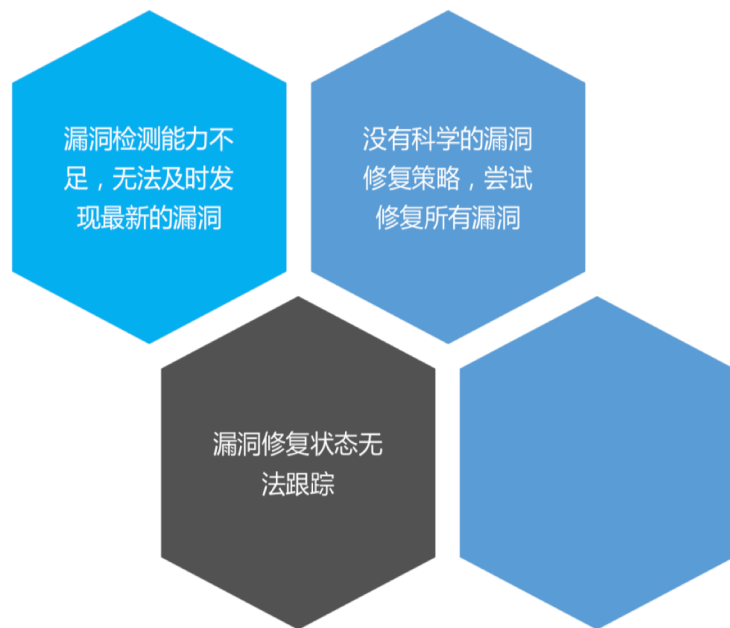 漏洞检测能力不
足，无法及时发
现最新的漏洞
没有科学的漏洞
修复策略，尝试
修复所有漏洞
漏洞修复状态无
法跟踪